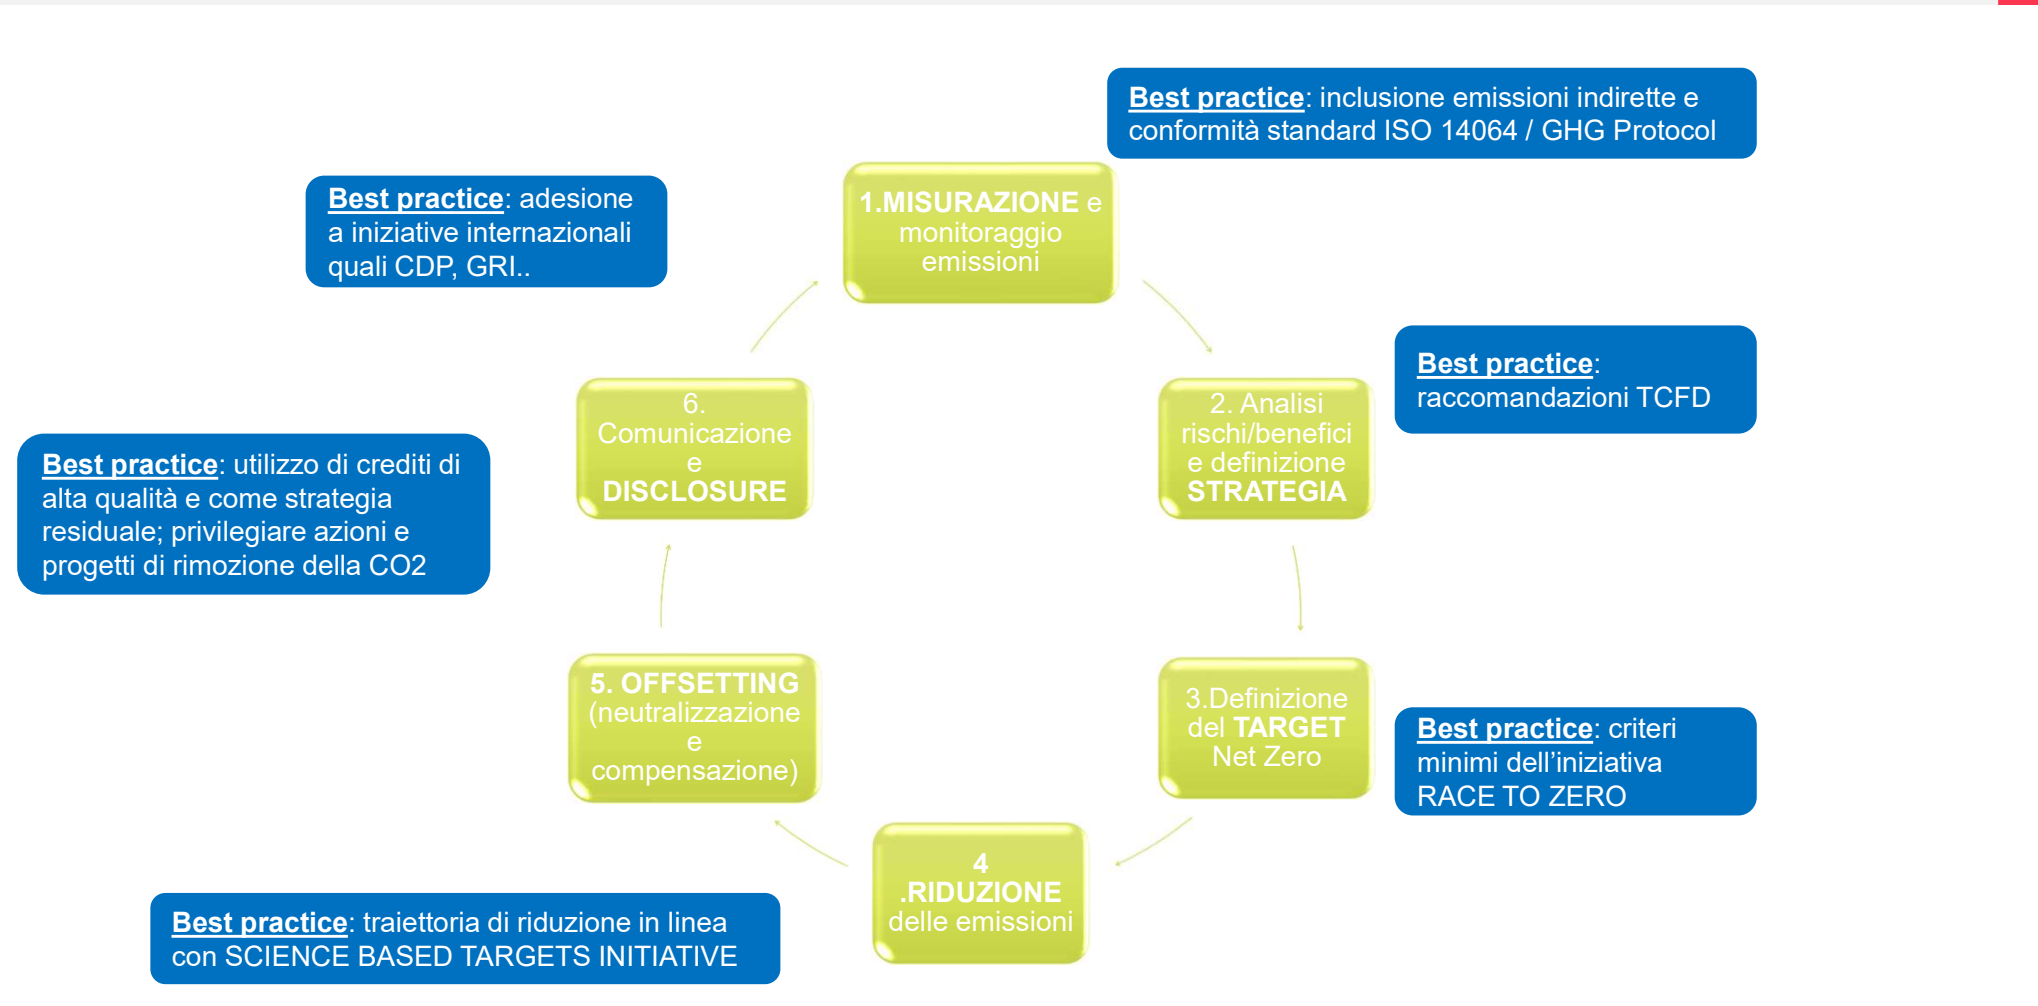 Best practice: inclusione emissioni indirette e
conformità standard ISO 14064 / GHG Protocol
1.MISURAZIONE e
monitoraggio
emissioni
Best practice:
raccomandazioni TCFD
2. Analisi
rischi/benefici
e definizione
STRATEGIA
3.Definizione
del TARGET
Net Zero
Best practice: criteri
minimi dell’iniziativa
RACE TO ZERO
4
.RIDUZIONE
delle emissioni
Best practice: traiettoria di riduzione in linea
con SCIENCE BASED TARGETS INITIATIVE
5. OFFSETTING
(neutralizzazione
e
compensazione)
Best practice: utilizzo di crediti di
alta qualità e come strategia
residuale; privilegiare azioni e
progetti di rimozione della CO2
6.
Comunicazione
e
DISCLOSURE
Best practice: adesione
a iniziative internazionali
quali CDP, GRI..